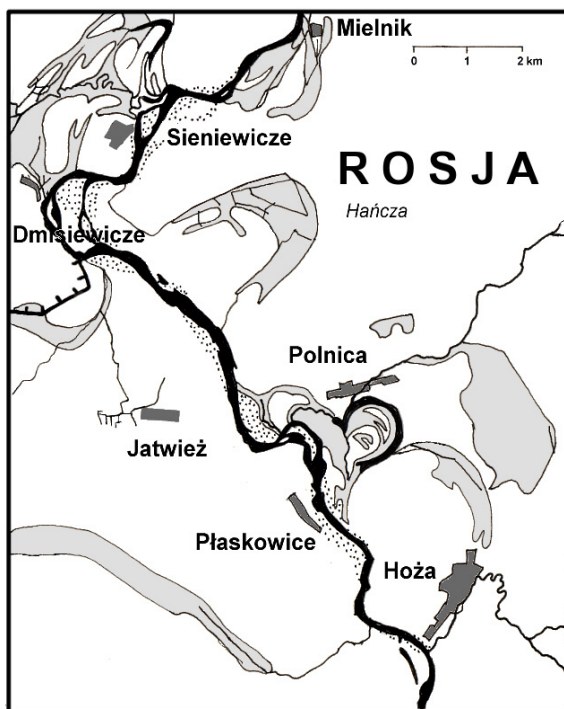 Mielnik
0 1 2 km
Sieniewicze
ROSJA
Hańcza
Dmisiewicze
Polnica
Jatwież
Płaskowice
Hoża